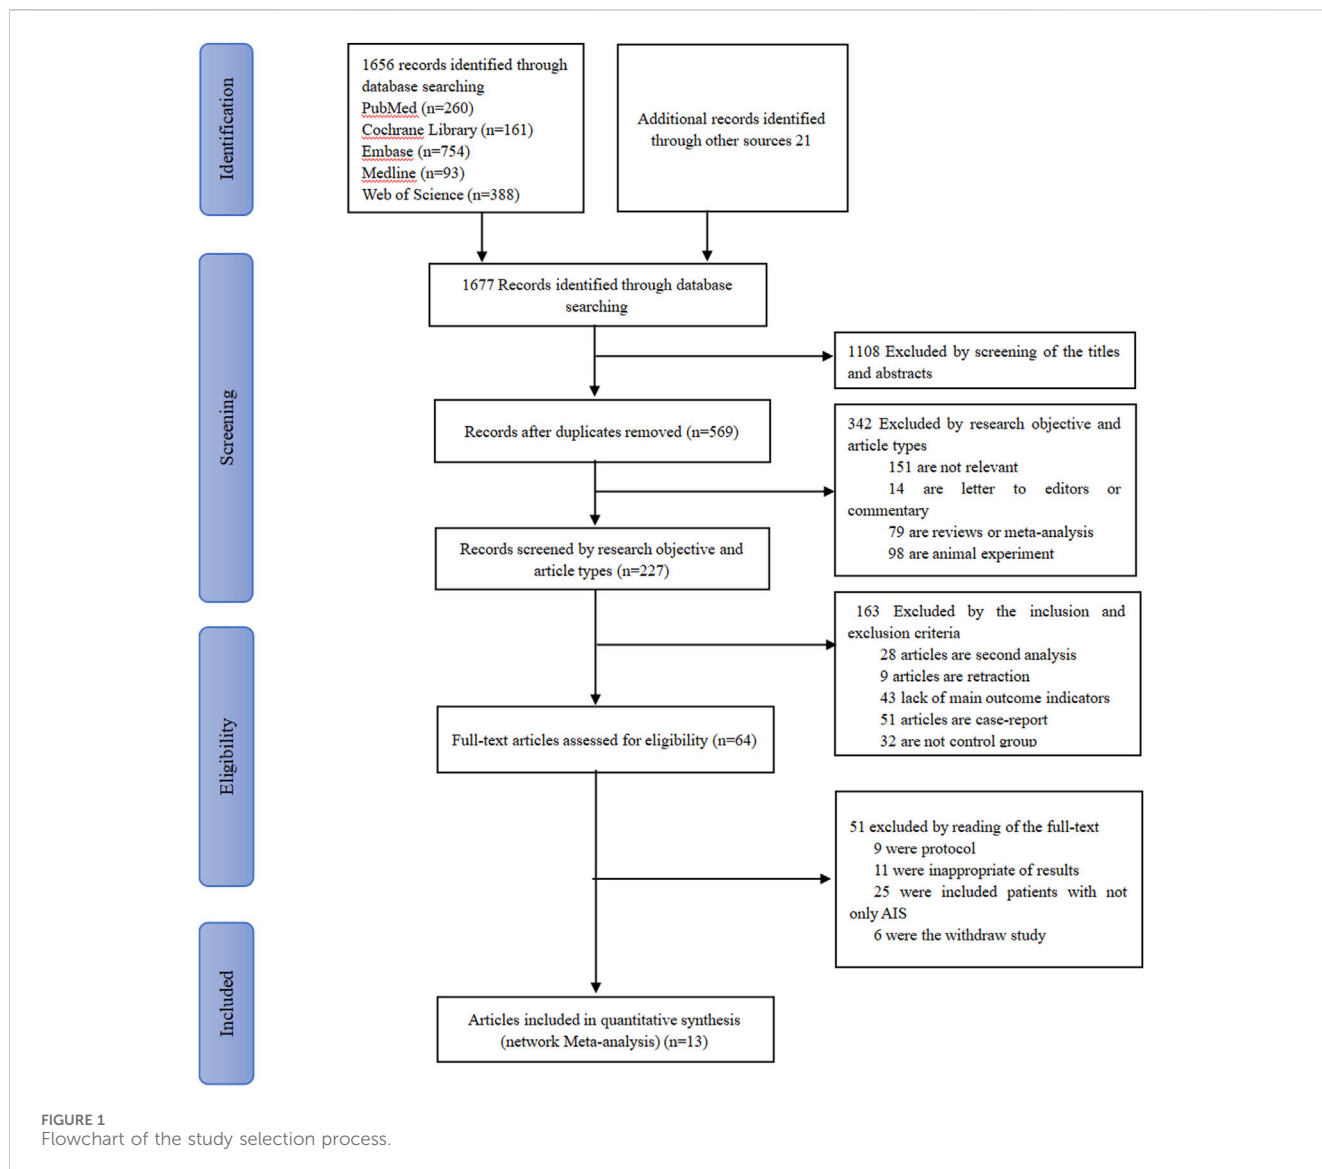 Identification
1656 records identified through
database searching
PubMed (n=260)
Cochrane Library (n=161)
Embase (n=754)
Medline (n=93)
Web of Science (n=388)
Additional records identified
through other sources 21
Screening
1677 Records identified through database
searching
1108 Excluded by screening of the titles
and abstracts
Records after duplicates removed (n=569)
342 Excluded by research objective and
article types
151 are not relevant
14 are letter to editors or
commentary
79 are reviews or meta-analysis
98 are animal experiment
Records screened by research objective and
article types (n=227)
Eligibility
163 Excluded by the inclusion and
exclusion criteria
28 articles are second analysis
9 articles are retraction
43 lack of main outcome indicators
51 articles are case-report
32 are not control group
Full-text articles assessed for eligibility (n=64)
51 excluded by reading of the full-text
9 were protocol
11 were inappropriate of results
25 were included patients with not
only AIS
6 were the withdraw study
Included
Articles included in quantitative synthesis
(network Meta-analysis) (n=13)
FIGURE 1
Flowchart of the study selection process.